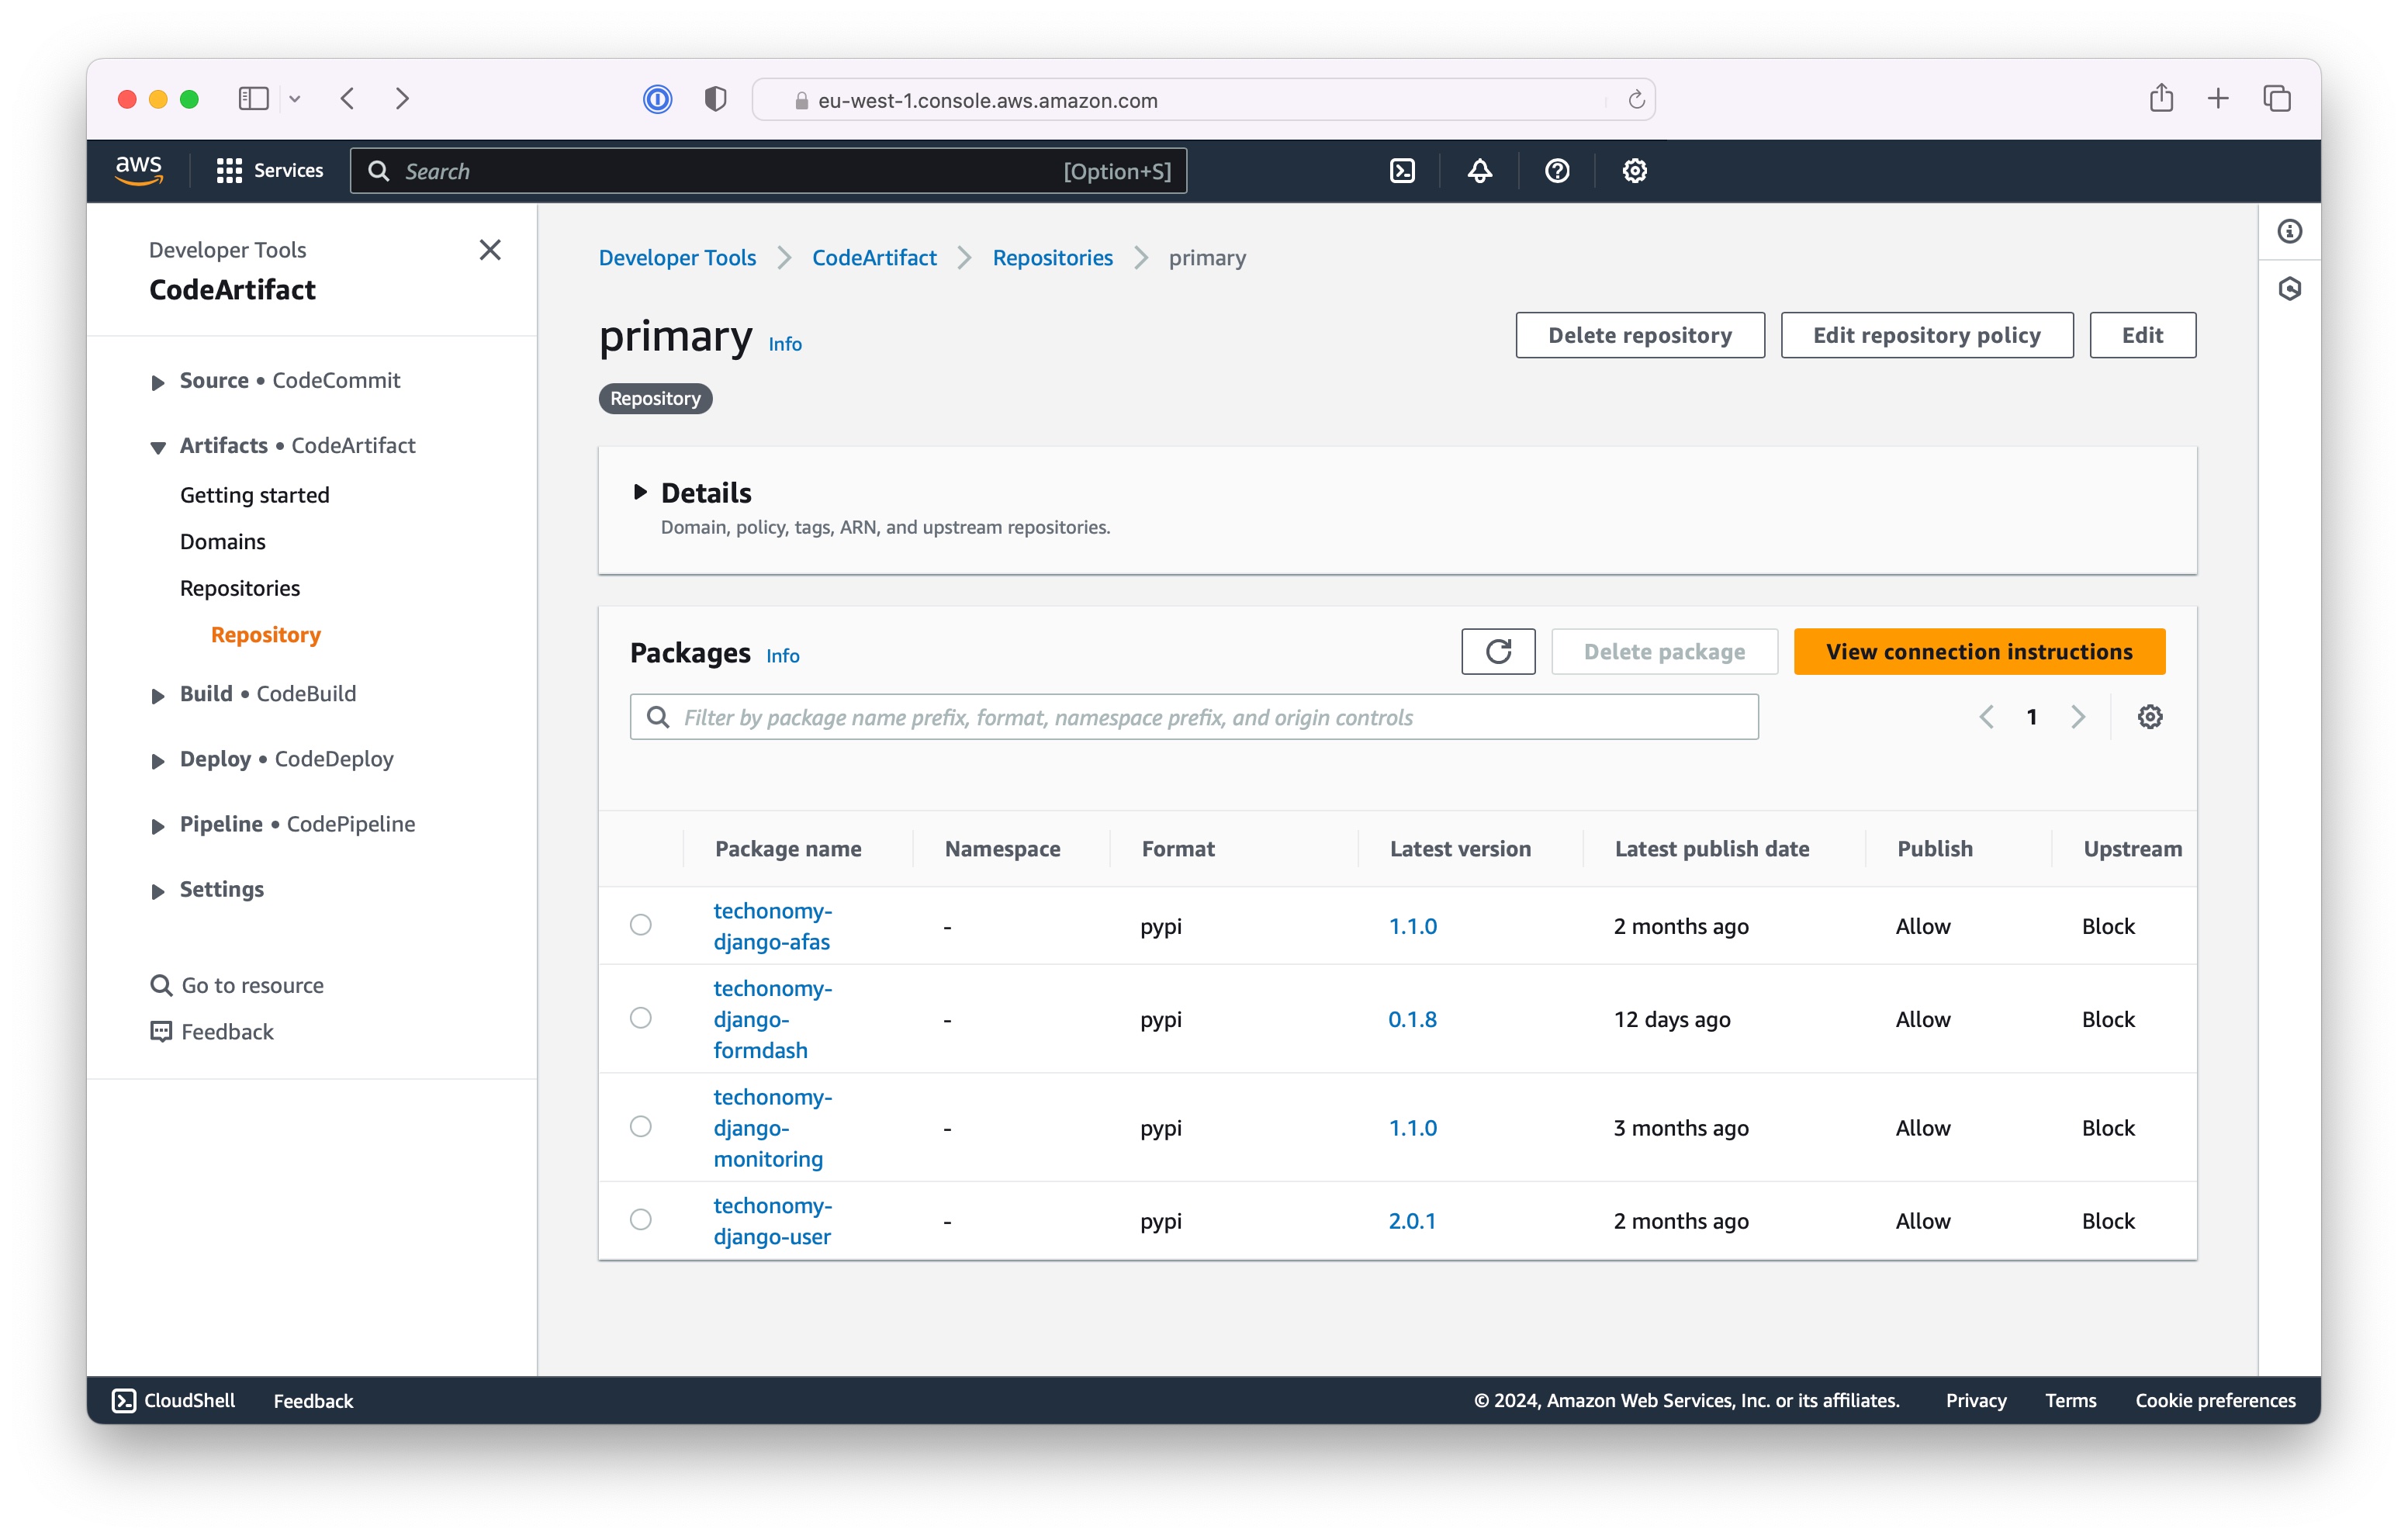 eu-west-1.console.aws.amazon.com
aws
Services
Search
[Option+S]
Developer Tools
CodeArtifact
Source • CodeCommit
Artifacts • CodeArtifact
Getting started
Domains
Repositories
Repository
Build • CodeBuild
Deploy • CodeDeploy
Pipeline • CodePipeline
Settings
Go to resource
Feedback
Developer Tools CodeArtifact Repositories primary
primary Info
Delete repository Edit repository policy Edit
Repository
Details
Domain, policy, tags, ARN, and upstream repositories.
Packages Info
Delete package View connection instructions
Filter by package name prefix, format, namespace prefix, and origin controls
1
Package name Namespace Format Latest version Latest publish date Publish Upstream
techonomy-
django-afas
- pypi 1.1.0 2 months ago Allow Block
techonomy-
django-
formdash
- pypi 0.1.8 12 days ago Allow Block
techonomy-
django-
monitoring
- pypi 1.1.0 3 months ago Allow Block
techonomy-
django-user
- pypi 2.0.1 2 months ago Allow Block
CloudShell Feedback
© 2024, Amazon Web Services, Inc. or its affiliates. Privacy Terms Cookie preferences